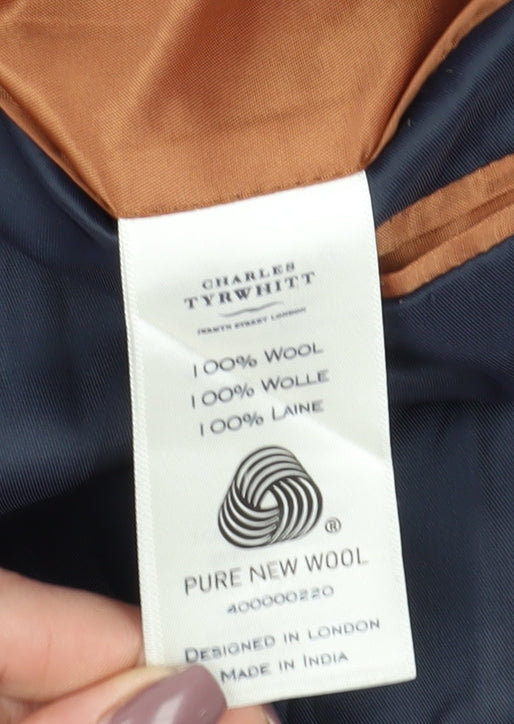 CHARLES
TYRWHITT
JERMYN STREET LONDON
100% WOOL
100% WOLLE
100% LAINE
®
PURE NEW WOOL
400000220
DESIGNED IN LONDON
MADE IN INDIA